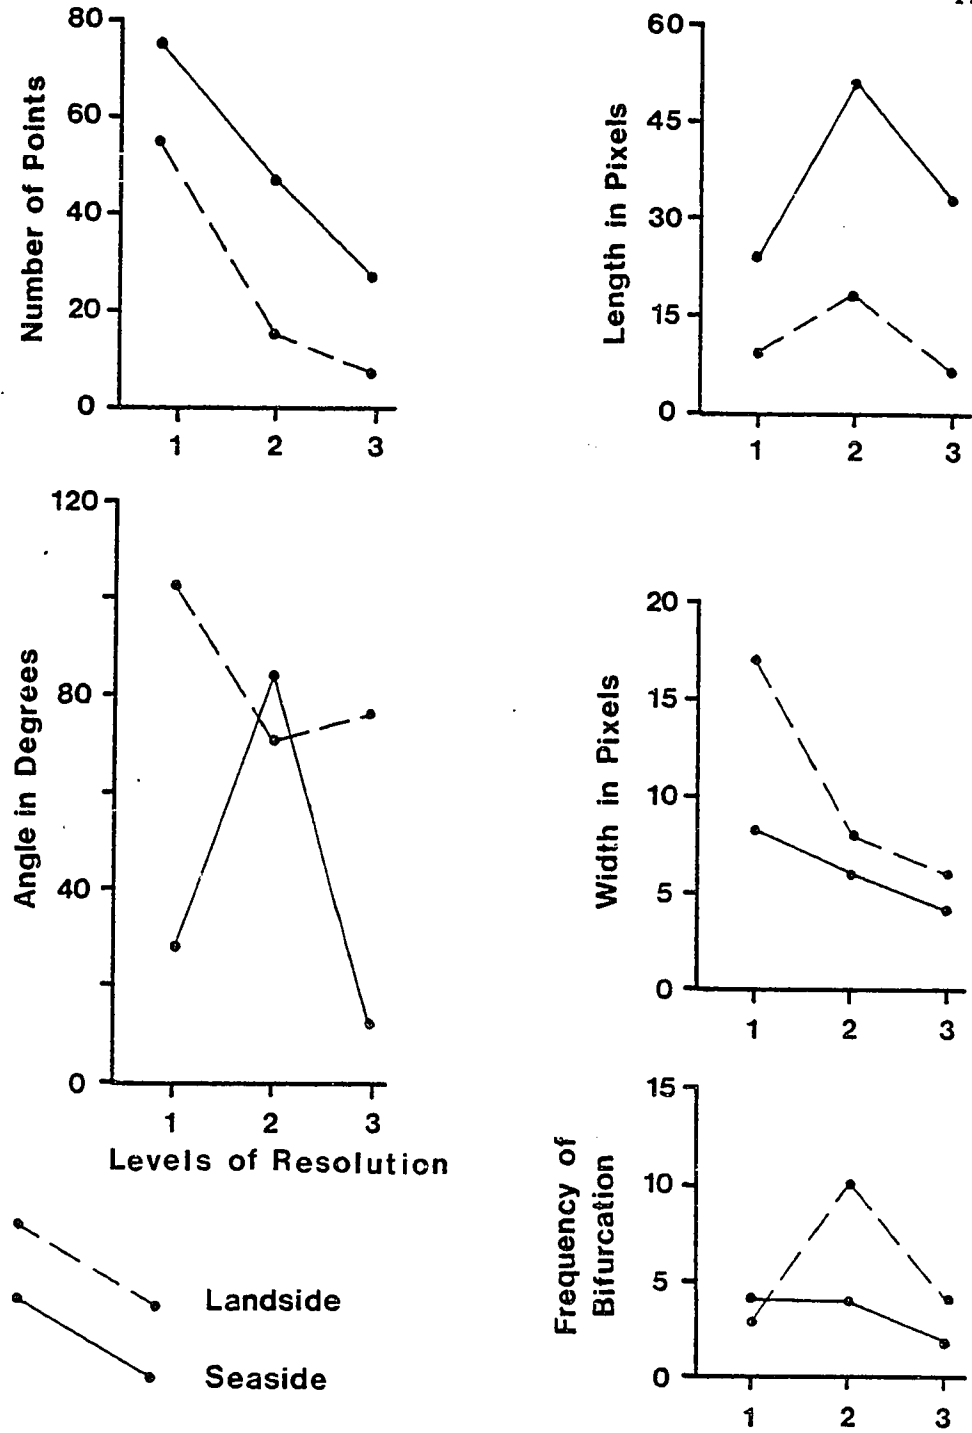 80
60
40
20
0
Number of Points
1 2 3
60
45
30
15
0
Length in Pixels
1 2 3
120
80
40
0
Angle in Degrees
1 2 3
Levels of Resolution
20
15
10
5
0
Width in Pixels
1 2 3
15
10
5
0
Frequency of
Bifurcation
1 2 3
Landside
Seaside